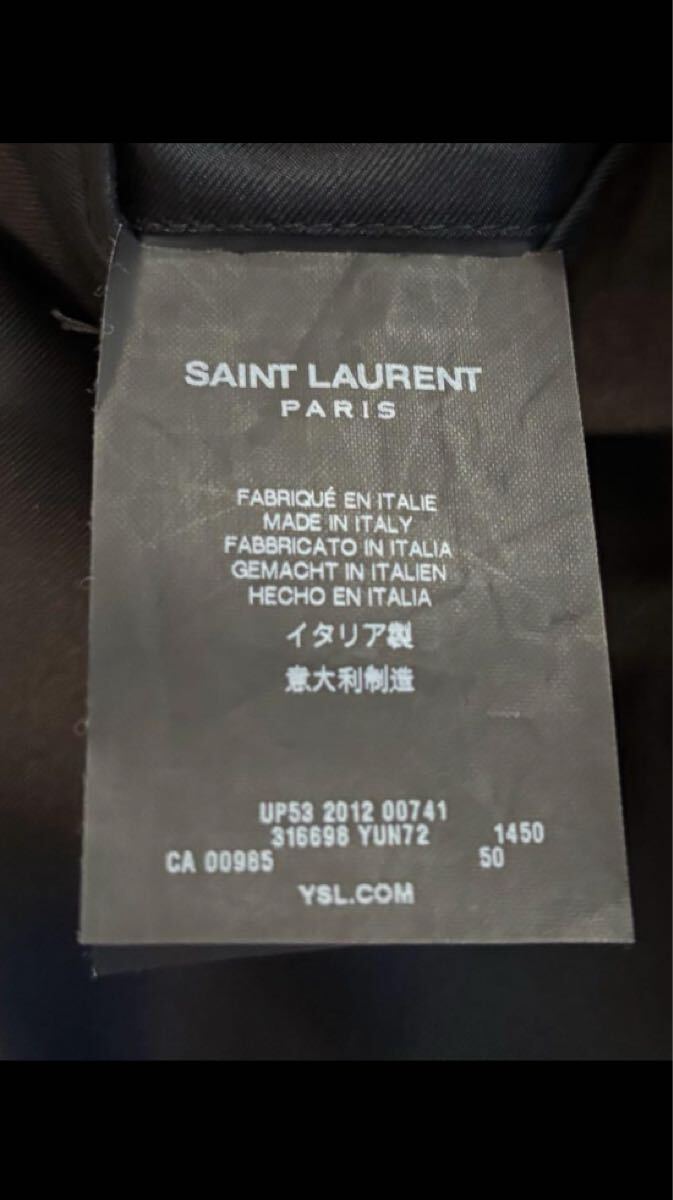 SAINT LAURENT
PARIS
FABRIQUÉ EN ITALIE
MADE IN ITALY
FABBRICATO IN ITALIA
GEMACHT IN ITALIEN
HECHO EN ITALIA
イタリア製
意大利制造
UP53 2012 00741
316698 YUN72 1450
CA 00985 50
YSL.COM